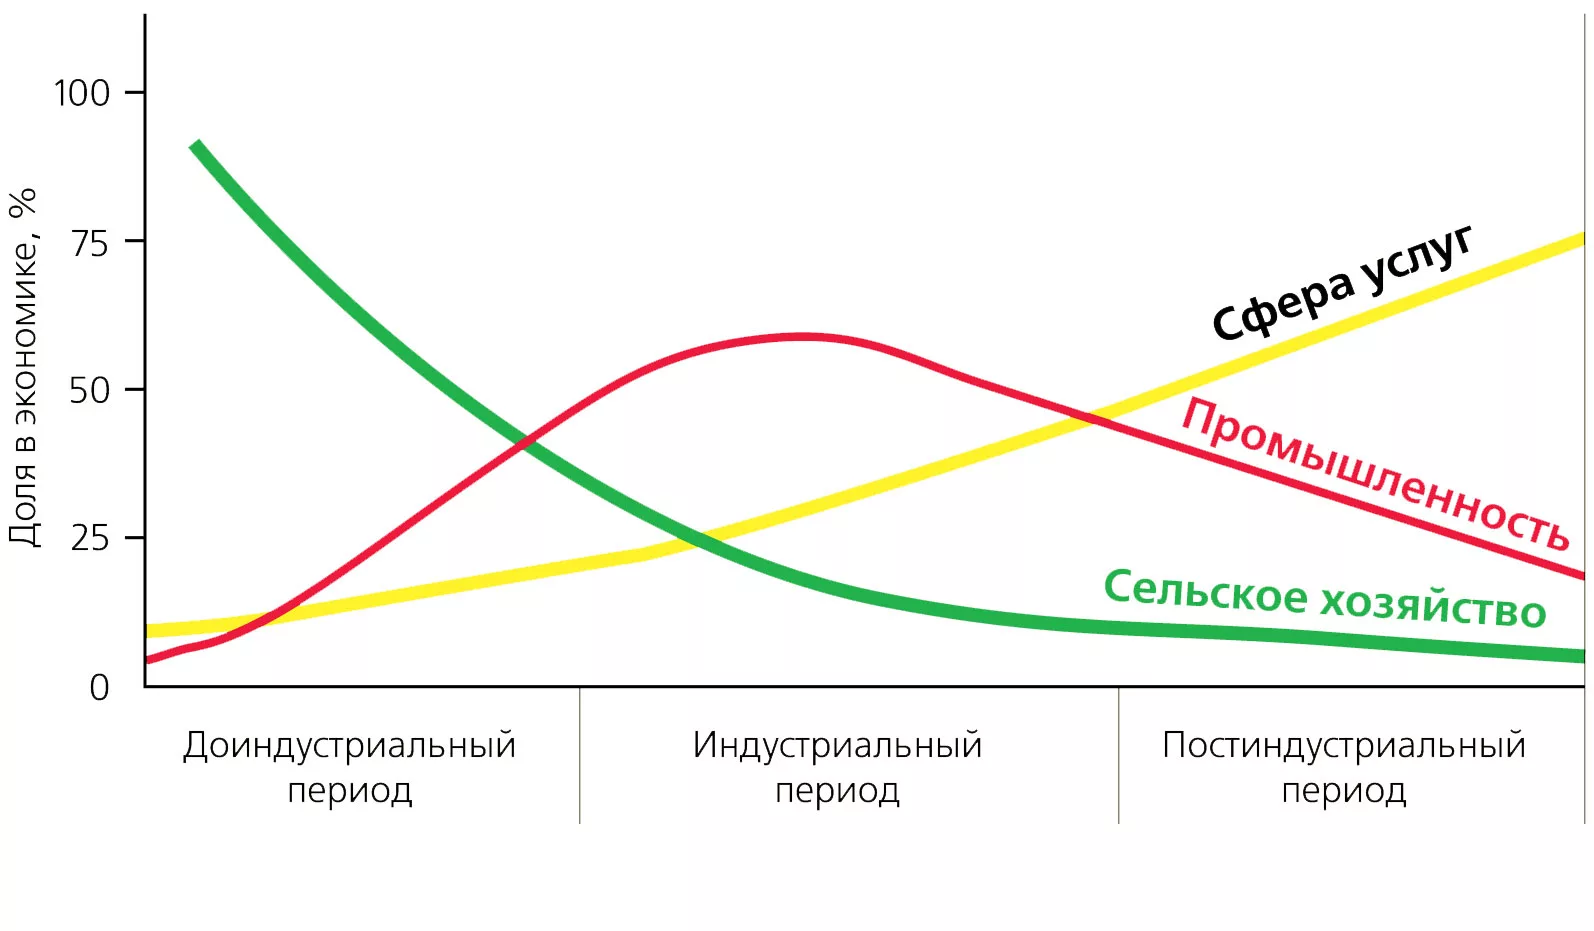 Доля в экономике, %
100
75
50
25
0
Сфера услуг
Промышленность
Сельское хозяйство
Доиндустриальный
период
Индустриальный
период
Постиндустриальный
период